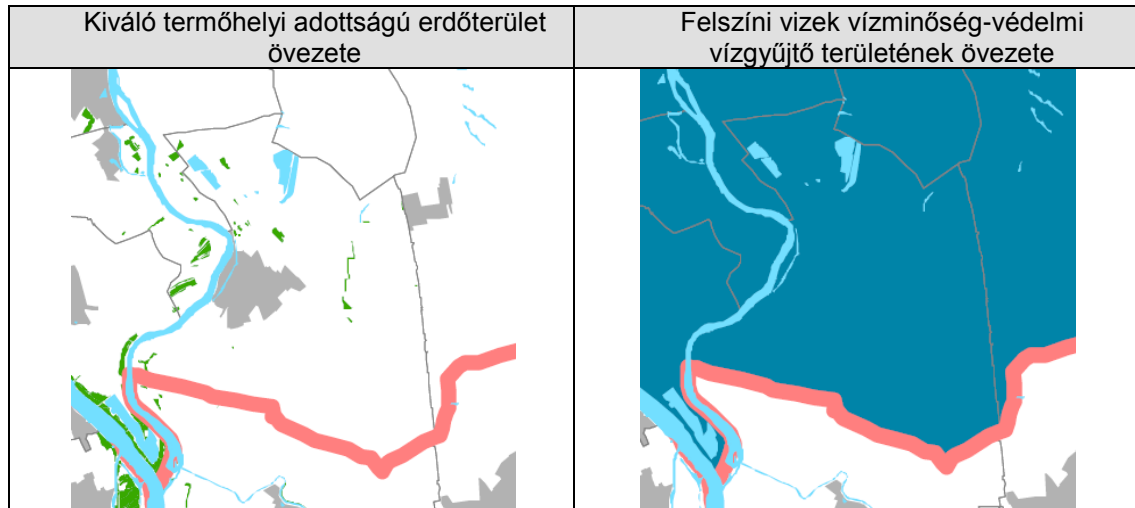 Kiváló termőhelyi adottságú erdőterület
övezete
Felszíni vizek vízminőség-védelmi
vízgyűjtő területének övezete